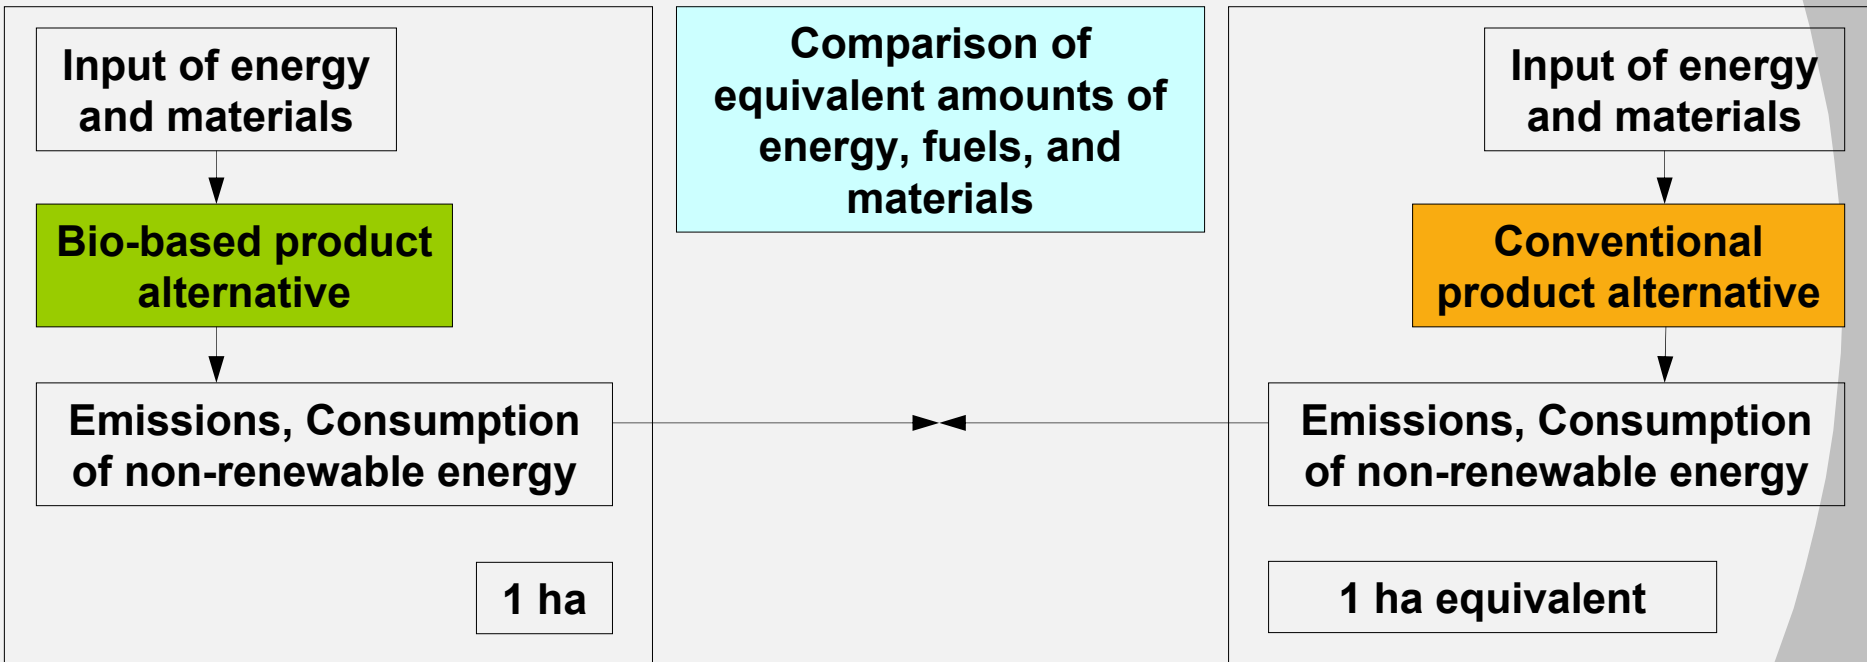 Input of energy
and materials
Bio-based product
alternative
Emissions, Consumption
of non-renewable energy
1 ha
Comparison of
equivalent amounts of
energy, fuels, and
materials
Input of energy
and materials
Conventional
product alternative
Emissions, Consumption
of non-renewable energy
1 ha equivalent